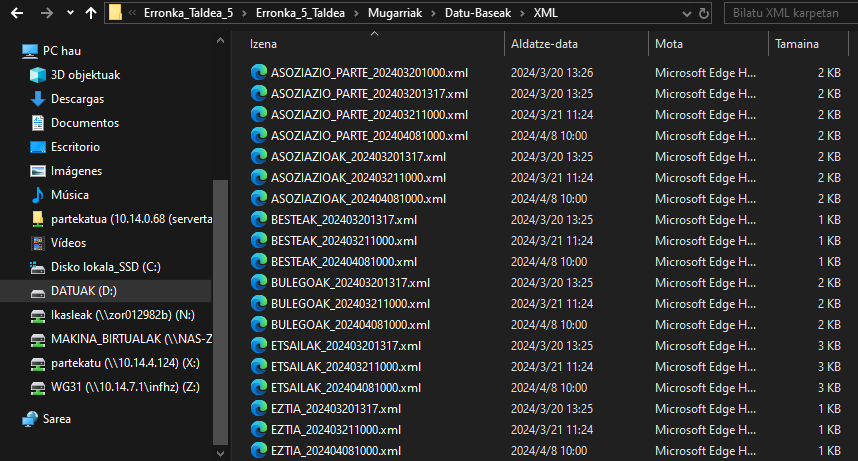 Erronka_Taldea_5 > Erronka_5_Taldea > Mugarriak > Datu-Baseak > XML
Bilatu XML karpetan
PC hau
3D objektuak
Descargas
Documentos
Escritorio
Imágenes
Música
partekatua (10.14.0.68 (serverta
Vídeos
Disko lokala_SSD (C:)
DATUAK (D:)
Ikasleak (\\zor012982b) (N:)
MAKINA_BIRTUALAK (\\NAS-Z
partekatu (\\10.14.4.124) (X:)
WG31 (\\10.14.7.1\infhz) (Z:)
Sarea
Izena Aldatze-data Mota Tamaina
ASOZIAZIO_PARTE_202403201000.xml 2024/3/20 13:26 Microsoft Edge H... 2 KB
ASOZIAZIO_PARTE_202403201317.xml 2024/3/20 13:25 Microsoft Edge H... 2 KB
ASOZIAZIO_PARTE_202403211000.xml 2024/3/21 11:24 Microsoft Edge H... 2 KB
ASOZIAZIO_PARTE_202404081000.xml 2024/4/8 10:00 Microsoft Edge H... 2 KB
ASOZIAZIOAK_202403201317.xml 2024/3/20 13:25 Microsoft Edge H... 2 KB
ASOZIAZIOAK_202403211000.xml 2024/3/21 11:24 Microsoft Edge H... 2 KB
ASOZIAZIOAK_202404081000.xml 2024/4/8 10:00 Microsoft Edge H... 2 KB
BESTEAK_202403201317.xml 2024/3/20 13:25 Microsoft Edge H... 1 KB
BESTEAK_202403211000.xml 2024/3/21 11:24 Microsoft Edge H... 1 KB
BESTEAK_202404081000.xml 2024/4/8 10:00 Microsoft Edge H... 1 KB
BULEGOAK_202403201317.xml 2024/3/20 13:25 Microsoft Edge H... 2 KB
BULEGOAK_202403211000.xml 2024/3/21 11:24 Microsoft Edge H... 2 KB
BULEGOAK_202404081000.xml 2024/4/8 10:00 Microsoft Edge H... 2 KB
ETSAILAK_202403201317.xml 2024/3/20 13:25 Microsoft Edge H... 3 KB
ETSAILAK_202403211000.xml 2024/3/21 11:24 Microsoft Edge H... 3 KB
ETSAILAK_202404081000.xml 2024/4/8 10:00 Microsoft Edge H... 3 KB
EZTIA_202403201317.xml 2024/3/20 13:25 Microsoft Edge H... 1 KB
EZTIA_202403211000.xml 2024/3/21 11:24 Microsoft Edge H... 1 KB
EZTIA_202404081000.xml 2024/4/8 10:00 Microsoft Edge H... 1 KB